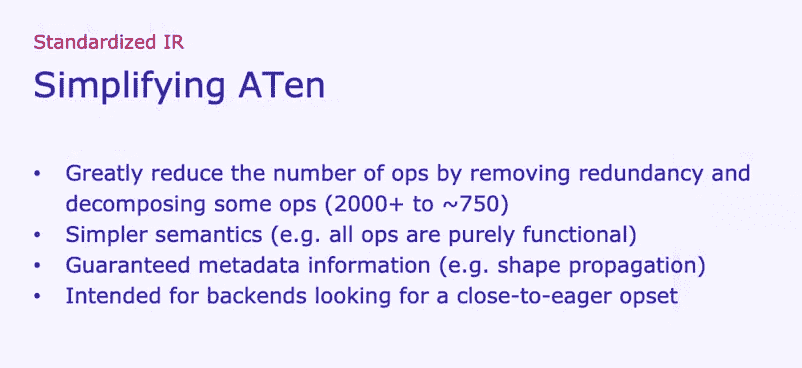 Standardized IR
Simplifying ATen
• Greatly reduce the number of ops by removing redundancy and
decomposing some ops (2000+ to ~750)
• Simpler semantics (e.g. all ops are purely functional)
• Guaranteed metadata information (e.g. shape propagation)
• Intended for backends looking for a close-to-eager opset